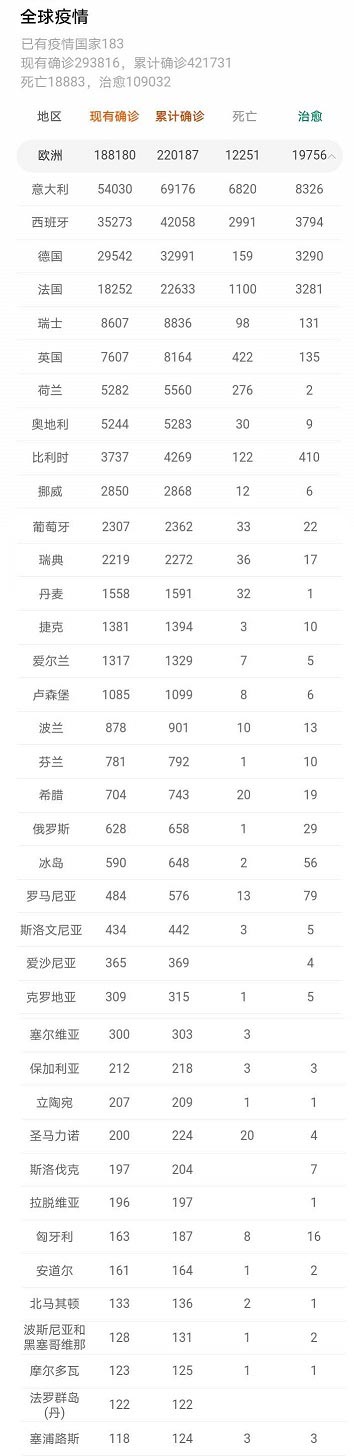 全球疫情
已有疫情国家183
现有确诊293816，累计确诊421731
死亡18883，治愈109032
地区 现有确诊 累计确诊 死亡 治愈
欧洲 188180 220187 12251 19756
意大利 54030 69176 6820 8326
西班牙 35273 42058 2991 3794
德国 29542 32991 159 3290
法国 18252 22633 1100 3281
瑞士 8607 8836 98 131
英国 7607 8164 422 135
荷兰 5282 5560 276 2
奥地利 5244 5283 30 9
比利时 3737 4269 122 410
挪威 2850 2868 12 6
葡萄牙 2307 2362 33 22
瑞典 2219 2272 36 17
丹麦 1558 1591 32 1
捷克 1381 1394 3 10
爱尔兰 1317 1329 7 5
卢森堡 1085 1099 8 6
波兰 878 901 10 13
芬兰 781 792 1 10
希腊 704 743 20 19
俄罗斯 628 658 1 29
冰岛 590 648 2 56
罗马尼亚 484 576 13 79
斯洛文尼亚 434 442 3 5
爱沙尼亚 365 369 4
克罗地亚 309 315 1 5
塞尔维亚 300 303 3
保加利亚 212 218 3 3
立陶宛 207 209 1 1
圣马力诺 200 224 20 4
斯洛伐克 197 204 7
拉脱维亚 196 197 1
匈牙利 163 187 8 16
安道尔 161 164 1 2
北马其顿 133 136 2 1
波斯尼亚和
黑塞哥维那 128 131 1 2
摩尔多瓦 123 125 1 1
法罗群岛
(丹) 122 122
塞浦路斯 118 124 3 3